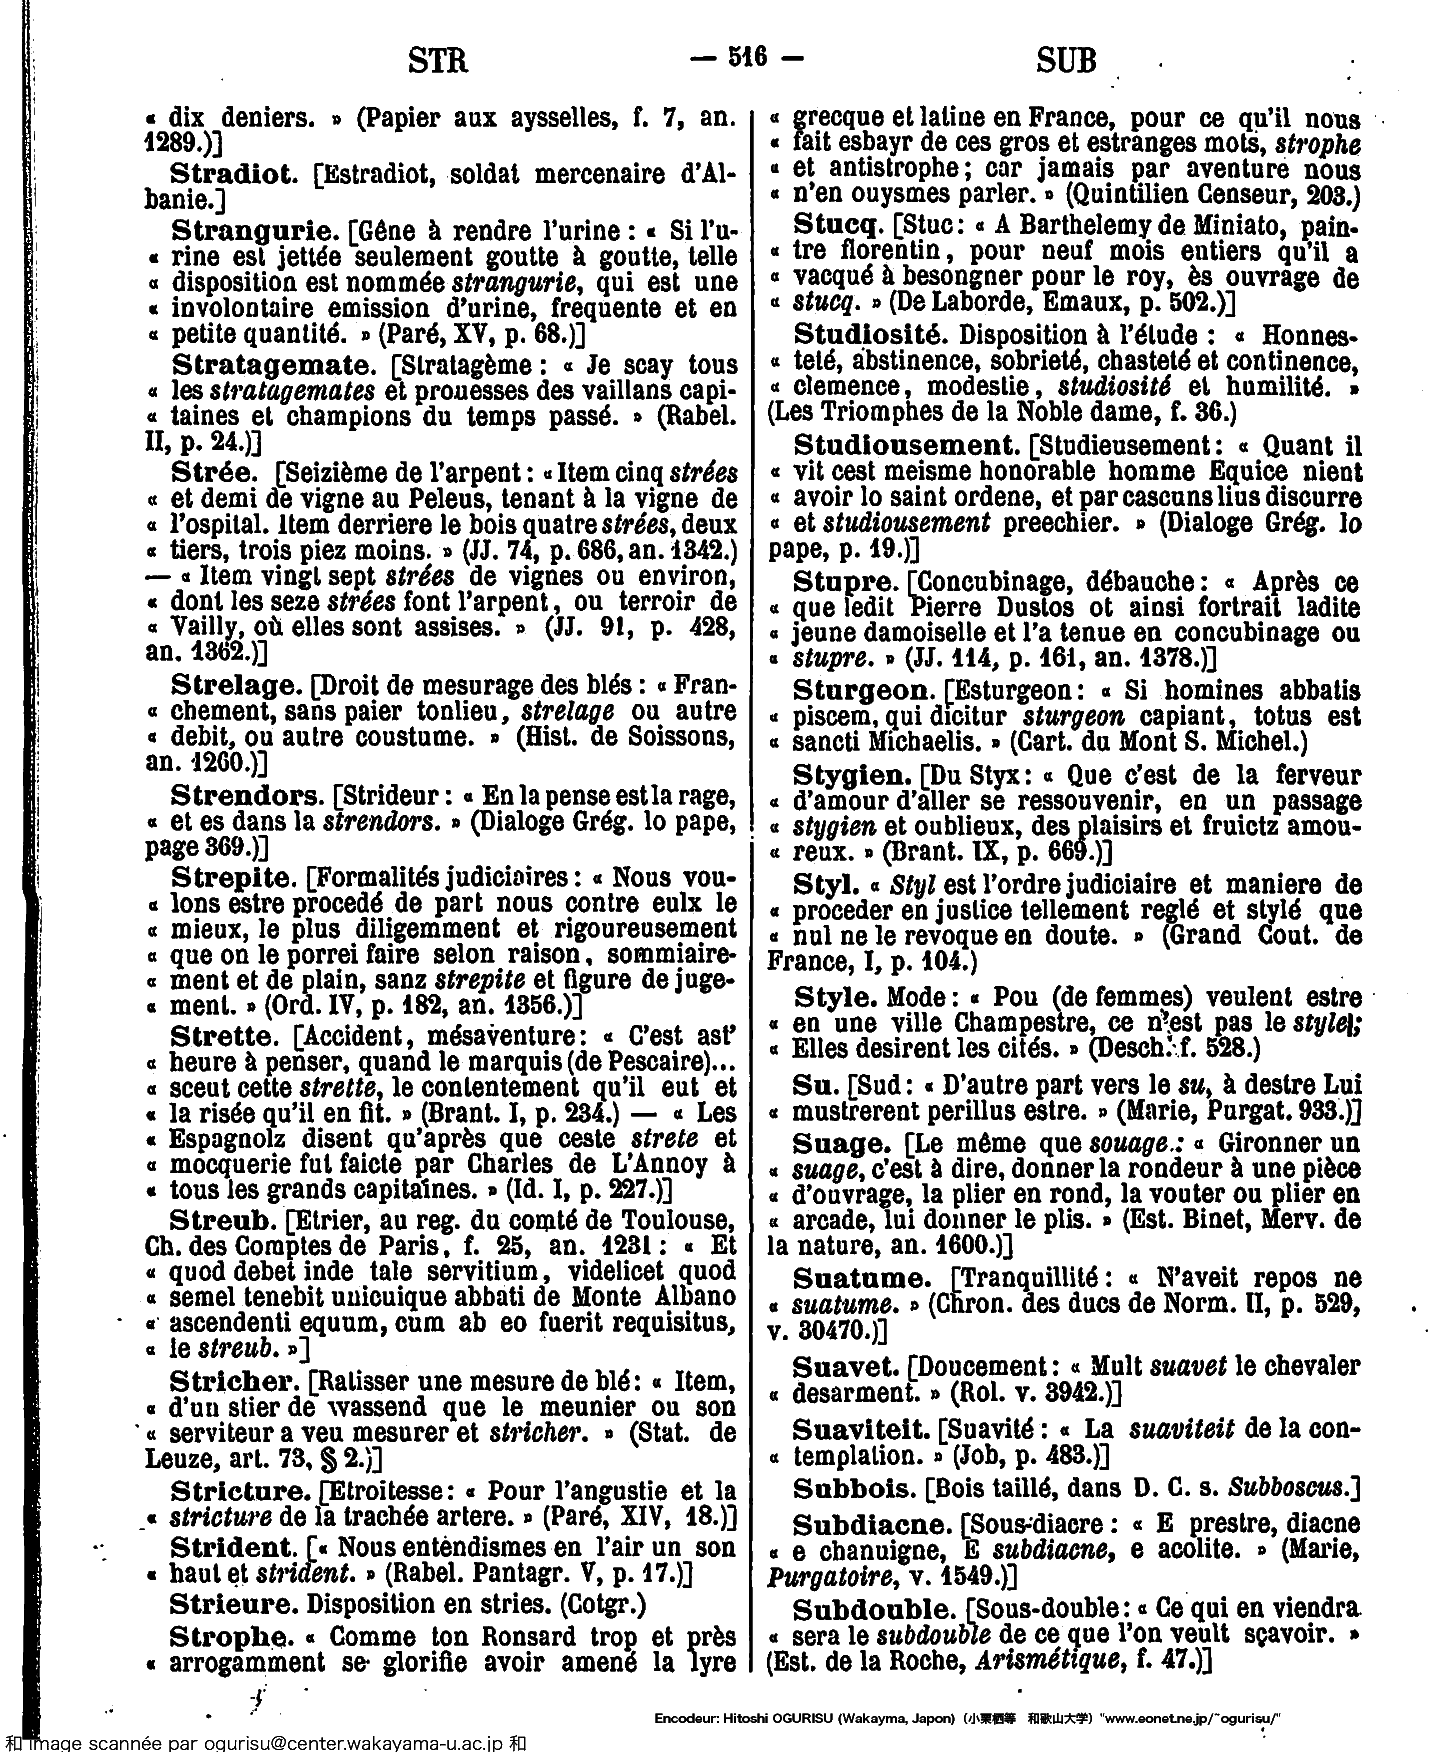 STR — 516 — SUB
« dix deniers. » (Papier aux aysselles, f. 7, an.
1289.)]
Stradiot. [Estradiot, soldat mercenaire d'Al-
banie.]
Strangurie. [Gêne à rendre l'urine : « Si l'u-
« rine est jettée seulement goutte à goutte, telle
« disposition est nommée strangurie, qui est une
« involontaire emission d'urine, frequente et en
« petite quantité. » (Paré, XV, p. 68.)]
Stratagemate. [Stratagème : « Je scay tous
« les stratagemates et prouesses des vaillans capi-
« taines et champions du temps passé. » (Rabel.
II, p. 24.)]
Strée. [Seizième de l'arpent : « Item cinq strées
« et demi de vigne au Peleus, tenant à la vigne de
« l'ospital. Item derriere le bois quatre strées, deux
« tiers, trois piez moins. » (JJ. 74, p. 686, an. 1342.)
— « Item vingt sept strées de vignes ou environ,
« dont les seze strées font l'arpent, ou terroir de
« Vailly, où elles sont assises. » (JJ. 91, p. 428,
an. 1362.)]
Strelage. [Droit de mesurage des blés : « Fran-
« chement, sans paier tonlieu, strelage ou autre
« debit, ou autre coustume. » (Hist. de Soissons,
an. 1260.)]
Strendors. [Strideur : « En la pense est la rage,
« et es dans la strendors. » (Dialoge Grég. lo pape,
page 369.)]
Strepite. [Formalités judiciaires : « Nous vou-
« lons estre procedé de part nous contre eulx le
« mieux, le plus diligemment et rigoureusement
« que on le porrei faire selon raison, sommiaire-
« ment et de plain, sanz strepite et figure de juge-
« ment. » (Ord. IV, p. 182, an. 1356.)]
Strette. [Accident, mésaventure : « C'est ast'
« heure à penser, quand le marquis (de Pescaire)...
« sceut cette strette, le contentement qu'il eut et
« la risée qu'il en fit. » (Brant. I, p. 234.) — « Les
« Espagnolz disent qu'après que ceste strete et
« mocquerie fut faicte par Charles de L'Annoy à
« tous les grands capitaines. » (Id. I, p. 227.)]
Streub. [Etrier, au reg. du comté de Toulouse,
Ch. des Comptes de Paris, f. 25, an. 1231 : « Et
« quod debet inde tale servitium, videlicet quod
« semel tenebit unicuique abbati de Monte Albano
« ascendenti equum, cum ab eo fuerit requisitus,
« le streub. »]
Stricher. [Ratisser une mesure de blé : « Item,
« d'un stier de wassend que le meunier ou son
« serviteur a veu mesurer et stricher. » (Stat. de
Leuze, art. 73, § 2.)]
Stricture. [Etroitesse : « Pour l'angustie et la
« stricture de la trachée artere. » (Paré, XIV, 18.)]
Strident. [« Nous entendismes en l'air un son
« haut et strident. » (Rabel. Pantagr. V, p. 17.)]
Strieure. Disposition en stries. (Cotgr.)
Strophe. « Comme ton Ronsard trop et près
« arrogamment se glorifie avoir amené la lyre
« grecque et latine en France, pour ce qu'il nous
« fait esbayr de ces gros et estranges mots, strophe
« et antistrophe ; car jamais par aventure nous
« n'en ouysmes parler. » (Quintilien Censeur, 203.)
Stucq. [Stuc : « A Barthelemy de Miniato, pain-
« tre florentin, pour neuf mois entiers qu'il a
« vacqué à besongner pour le roy, ès ouvrage de
« stucq. » (De Laborde, Emaux, p. 502.)]
Studiosité. Disposition à l'étude : « Honnes-
« teté, abstinence, sobrieté, chasteté et continence,
« clemence, modestie, studiosité et humilité. »
(Les Triomphes de la Noble dame, f. 36.)
Studiousement. [Studieusement : « Quant il
« vit cest meisme honorable homme Equice nient
« avoir lo saint ordene, et par cascuns lius discurre
« et studiousement preechier. » (Dialoge Grég. lo
pape, p. 19.)]
Stupre. [Concubinage, débauche : « Après ce
« que ledit Pierre Dustos ot ainsi fortrait ladite
« jeune damoiselle et l'a tenue en concubinage ou
« stupre. » (JJ. 114, p. 161, an. 1378.)]
Sturgeon. [Esturgeon : « Si homines abbatis
« piscem, qui dicitur sturgeon capiant, totus est
« sancti Michaelis. » (Cart. du Mont S. Michel.)
Stygien. [Du Styx : « Que c'est de la ferveur
« d'amour d'aller se ressouvenir, en un passage
« stygien et oublieux, des plaisirs et fruictz amou-
« reux. » (Brant. IX, p. 669.)]
Styl. « Styl est l'ordre judiciaire et maniere de
« proceder en justice tellement reglé et stylé que
« nul ne le revoque en doute. » (Grand Cout. de
France, I, p. 104.)
Style. Mode : « Pou (de femmes) veulent estre
« en une ville Champestre, ce n'est pas le style ;
« Elles desirent les cités. » (Desch. f. 528.)
Su. [Sud : « D'autre part vers le su, à destre Lui
« mustrerent perillus estre. » (Marie, Purgat. 933.)]
Suage. [Le même que souage : « Gironner un
« suage, c'est à dire, donner la rondeur à une pièce
« d'ouvrage, la plier en rond, la vouter ou plier en
« arcade, lui donner le plis. » (Est. Binet, Merv. de
la nature, an. 1600.)]
Suatume. [Tranquillité : « N'aveit repos ne
« suatume. » (Chron. des ducs de Norm. II, p. 529,
v. 30470.)]
Suavet. [Doucement : « Mult suavet le chevaler
« desarment. » (Rol. v. 3942.)]
Suaviteit. [Suavité : « La suaviteit de la con-
« templation. » (Job, p. 483.)]
Subbois. [Bois taillé, dans D. C. s. Subboscus.]
Subdiacne. [Sous-diacre : « E prestre, diacne
« e chanuigne, E subdiacne, e acolite. » (Marie,
Purgatoire, v. 1549.)]
Subdouble. [Sous-double : « Ce qui en viendra
« sera le subdouble de ce que l'on veult sçavoir. »
(Est. de la Roche, Arismétique, f. 47.)]
Encodeur: Hitoshi OGURISU (Wakayma, Japon) (小栗栖等 和歌山大学) "www.eonet.ne.jp/~ogurisu/"
和 Image scannée par ogurisu@center.wakayama-u.ac.jp 和